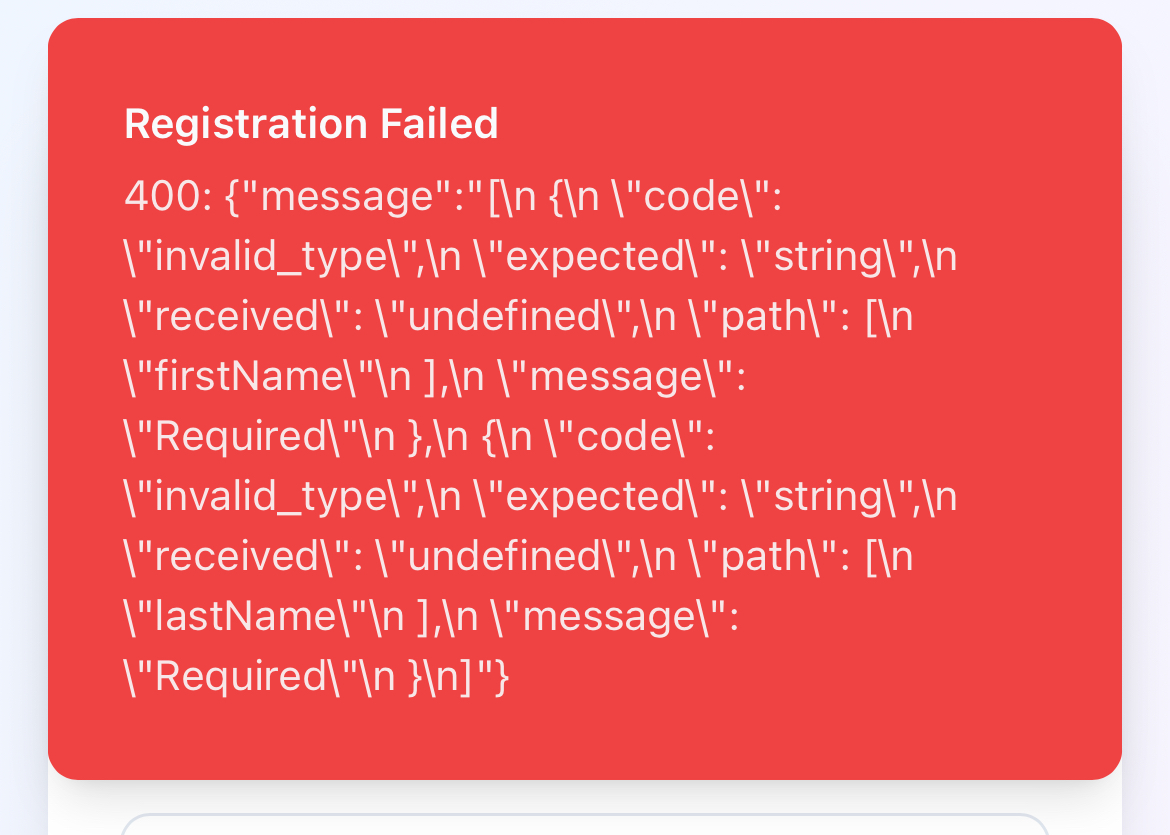 Registration Failed
400: {"message":"[\n {\n \"code\":
\"invalid_type\",\n \"expected\": \"string\",\n
\"received\": \"undefined\",\n \"path\": [\n
\"firstName\"\n ],\n \"message\":
\"Required\"\n },\n {\n \"code\":
\"invalid_type\",\n \"expected\": \"string\",\n
\"received\": \"undefined\",\n \"path\": [\n
\"lastName\"\n ],\n \"message\":
\"Required\"\n }\n]"}